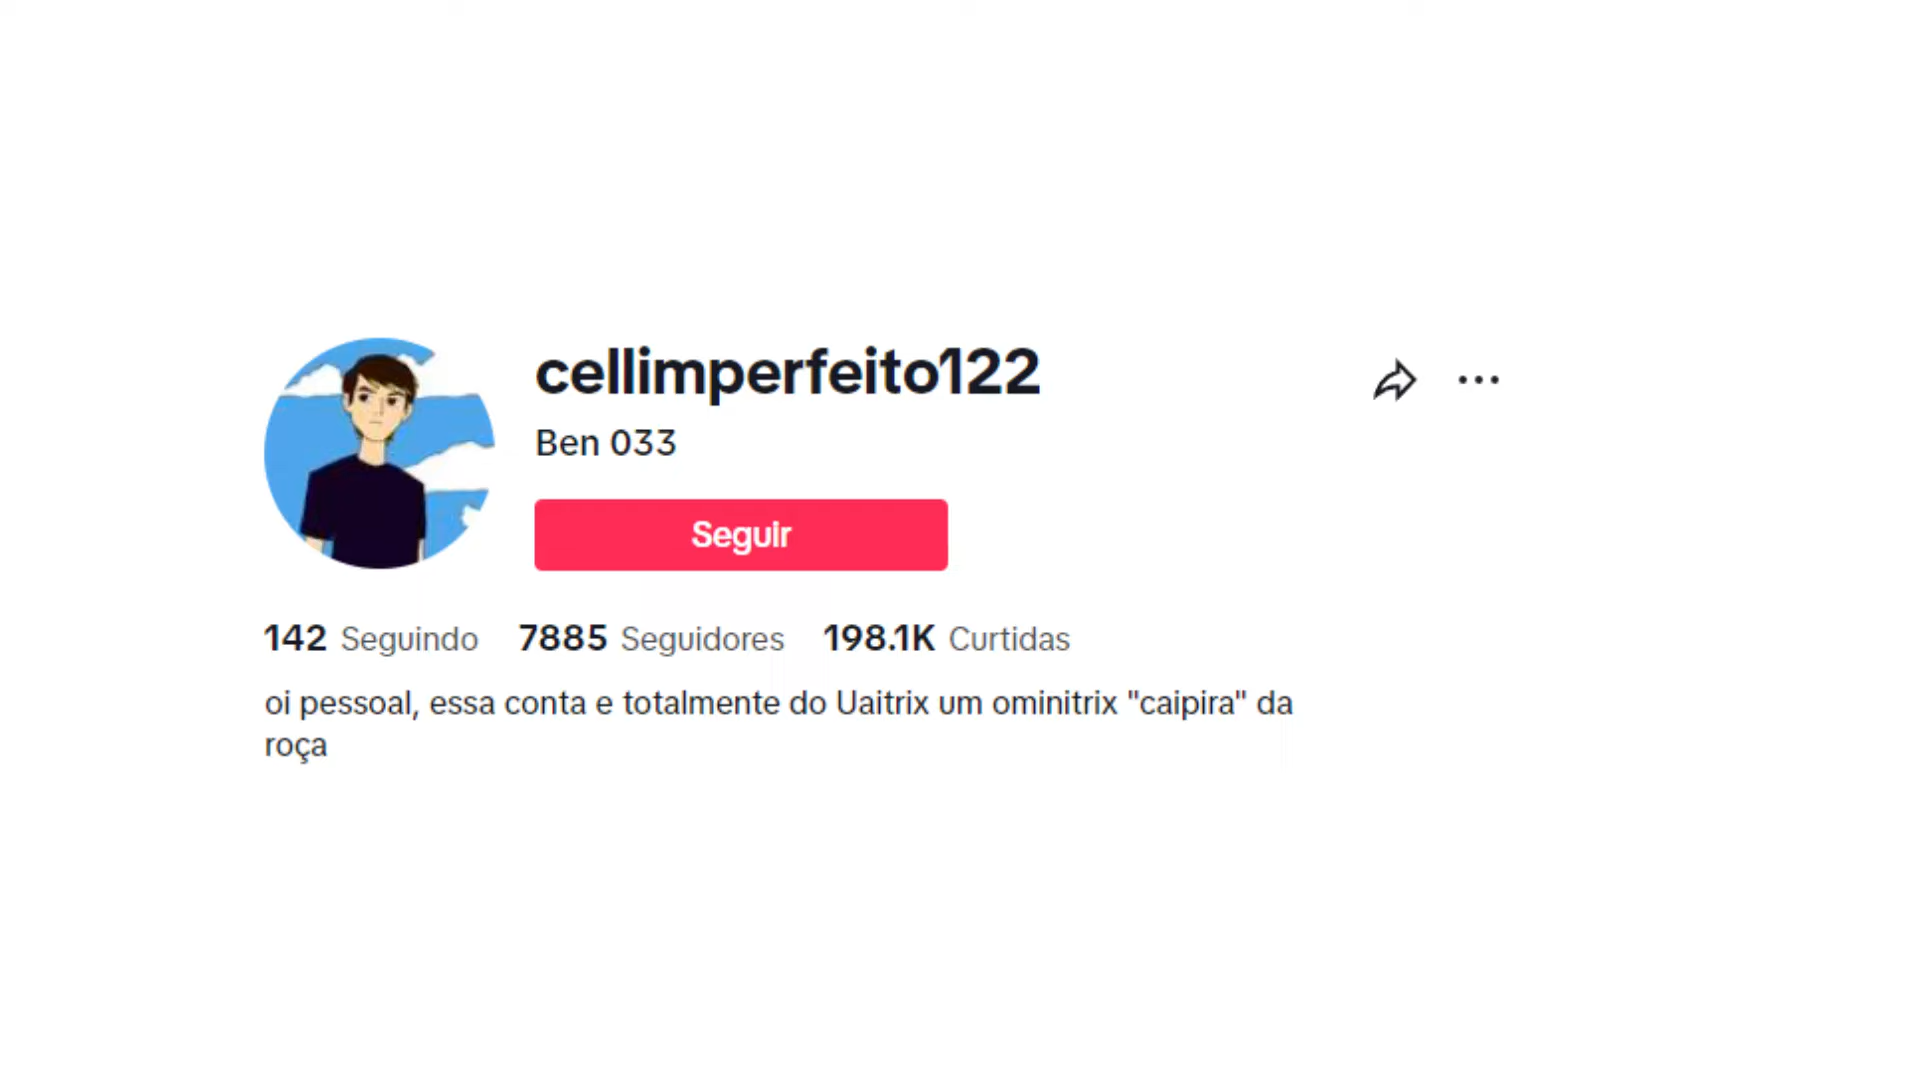 cellimperfeito122
Ben 033
Seguir
142 Seguindo 7885 Seguidores 198.1K Curtidas
oi pessoal, essa conta e totalmente do Uaitrix um ominitrix "caipira" da
roça